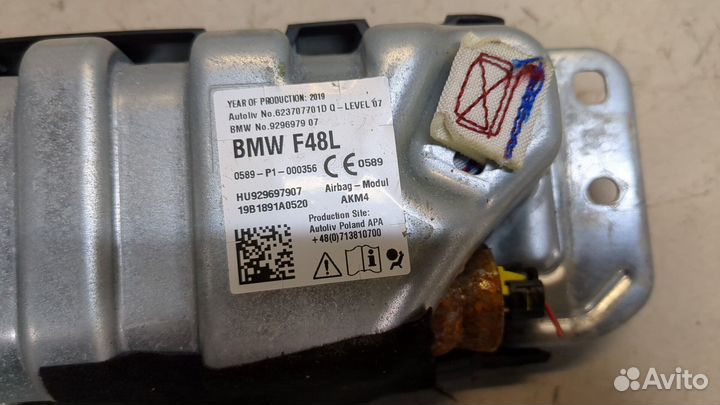 YEAR OF PRODUCTION: 2019
Autoliv No.623707701D Q-LEVEL 07
BMW No.9296979 07
BMW F48L
0589-P1-000356 CE 0589
HU929697907 Airbag-Modul
19B1891A0520 AKM4
Production Site:
Autoliv Poland APA
+48(0)713810700
Avito